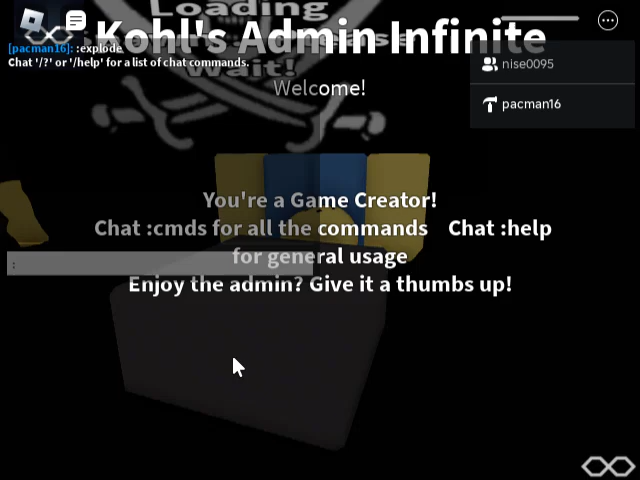 Loading
Kohl's Admin Infinite
[pacman16]: :explode
Chat '/?' or '/help' for a list of chat commands.
Wait!
Welcome!
nise0095
pacman16
You're a Game Creator!
Chat :cmds for all the commands Chat :help
for general usage
Enjoy the admin? Give it a thumbs up!
: